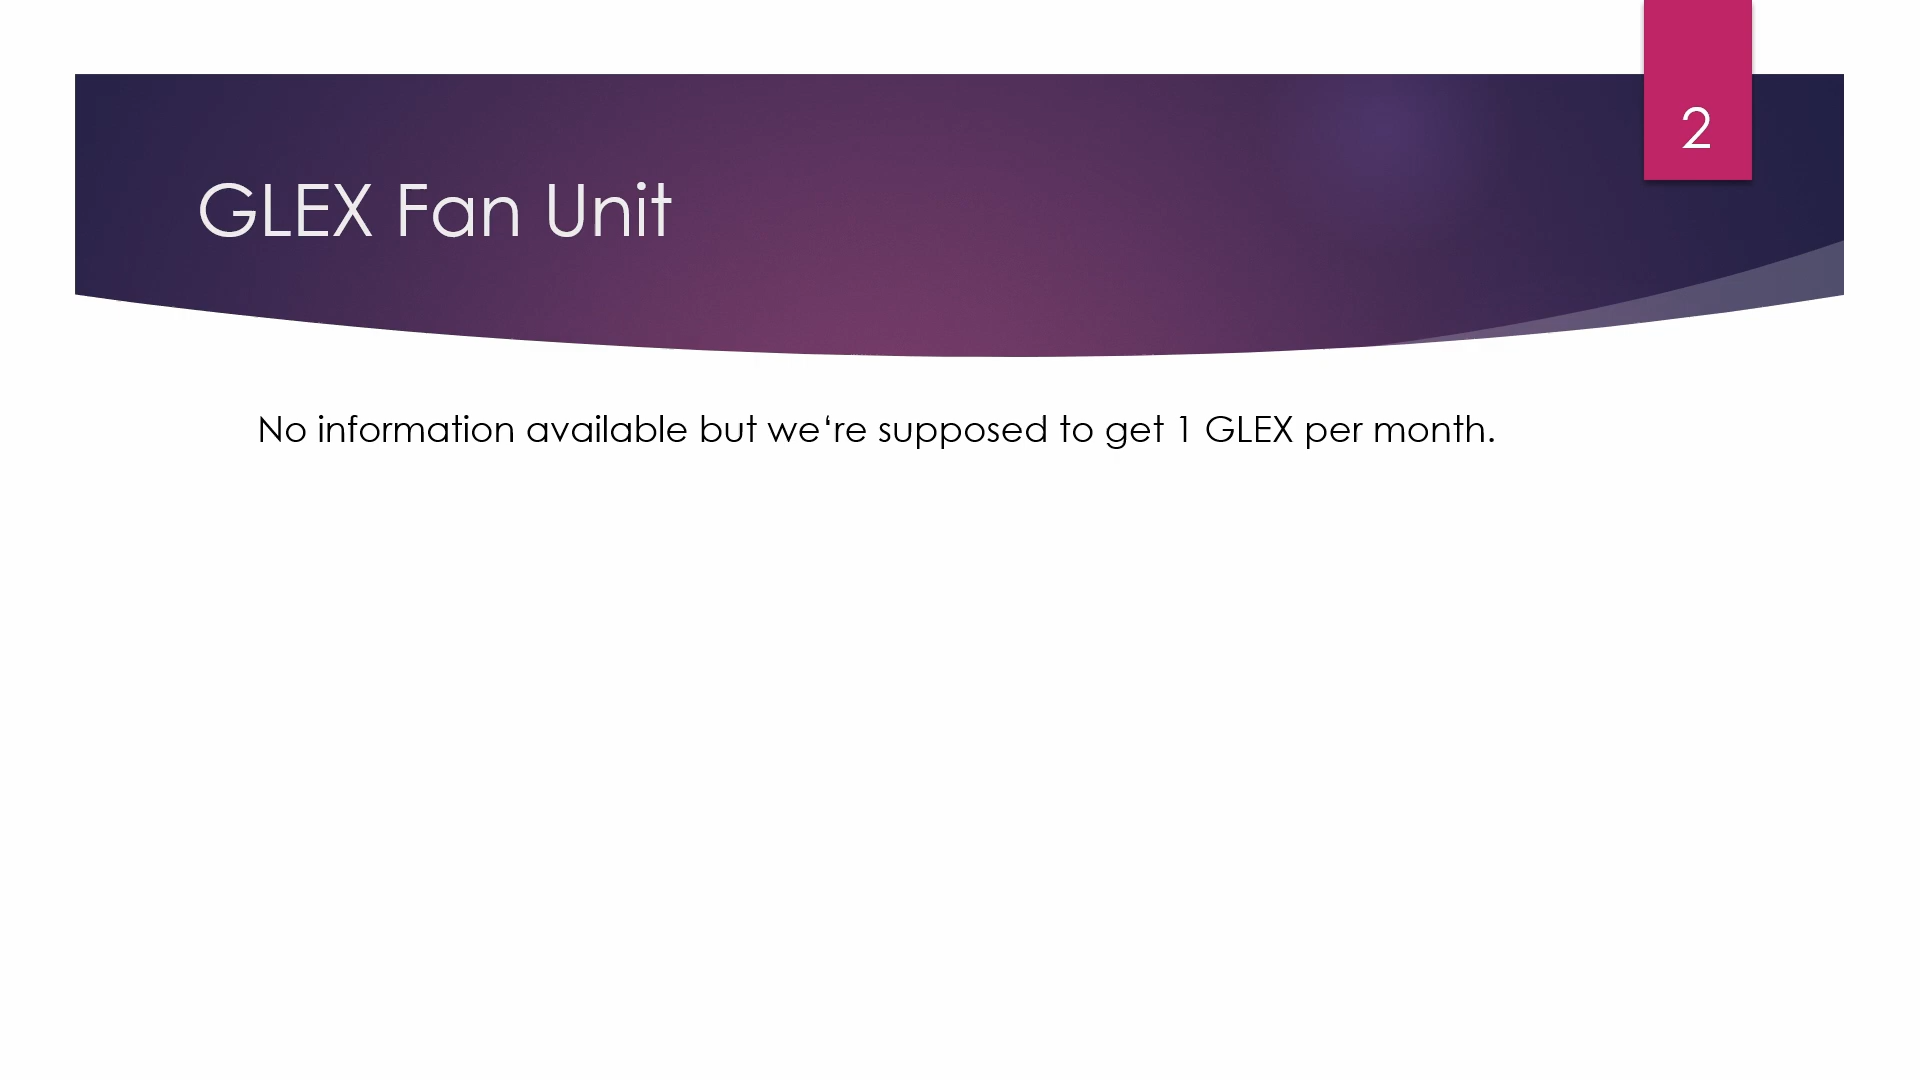 2
GLEX Fan Unit
No information available but we‘re supposed to get 1 GLEX per month.